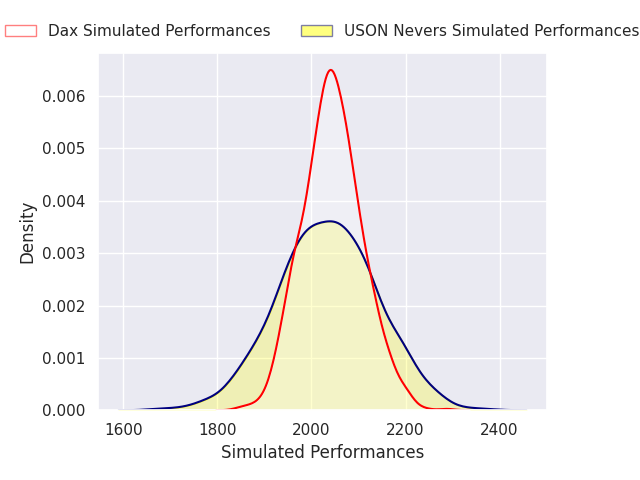 Dax Simulated Performances USON Nevers Simulated Performances
0.006
0.005
0.004
0.003
0.002
0.001
0.000
Density
1600 1800 2000 2200 2400
Simulated Performances